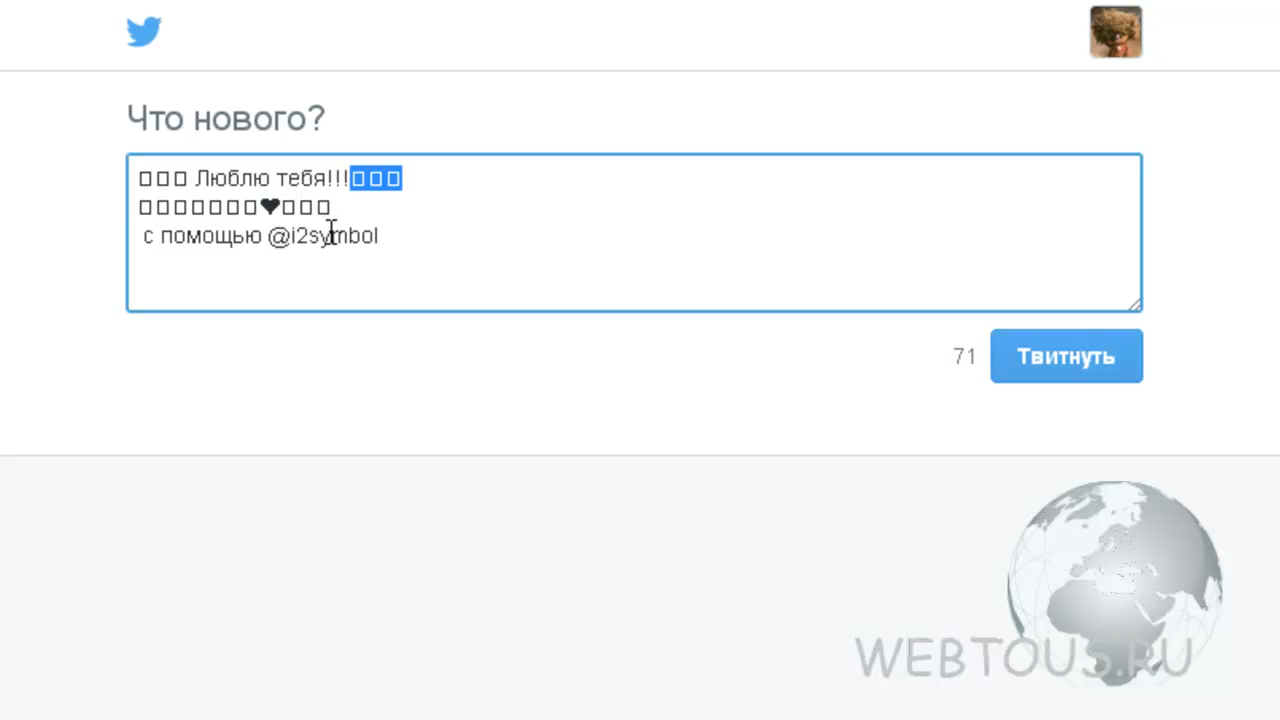 Что нового?
▯▯▯ Люблю тебя!!!▯▯▯
▯▯▯▯▯▯▯❤▯▯▯
с помощью @i2symbol
71
Твитнуть
WEBTOUS.RU